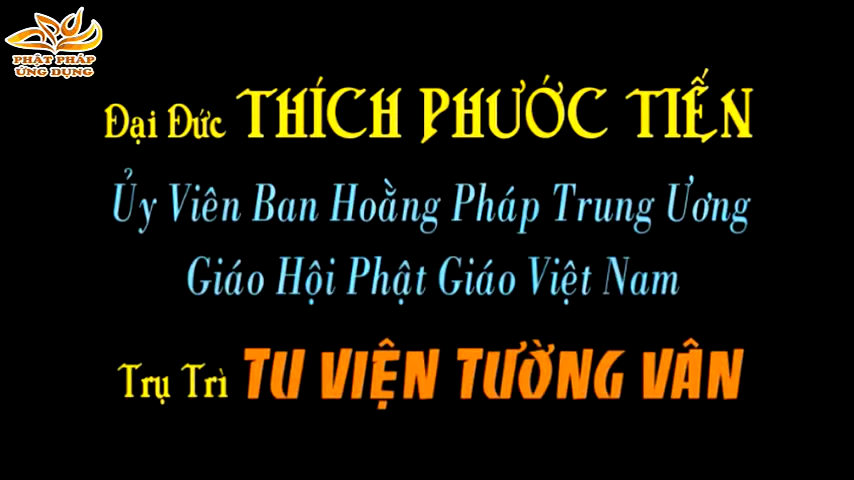 PHẬT PHÁP
ỨNG DỤNG
Đại Đức THÍCH PHƯỚC TIẾN
Ủy Viên Ban Hoằng Pháp Trung Ương
Giáo Hội Phật Giáo Việt Nam
Trụ Trì TU VIỆN TƯỜNG VÂN